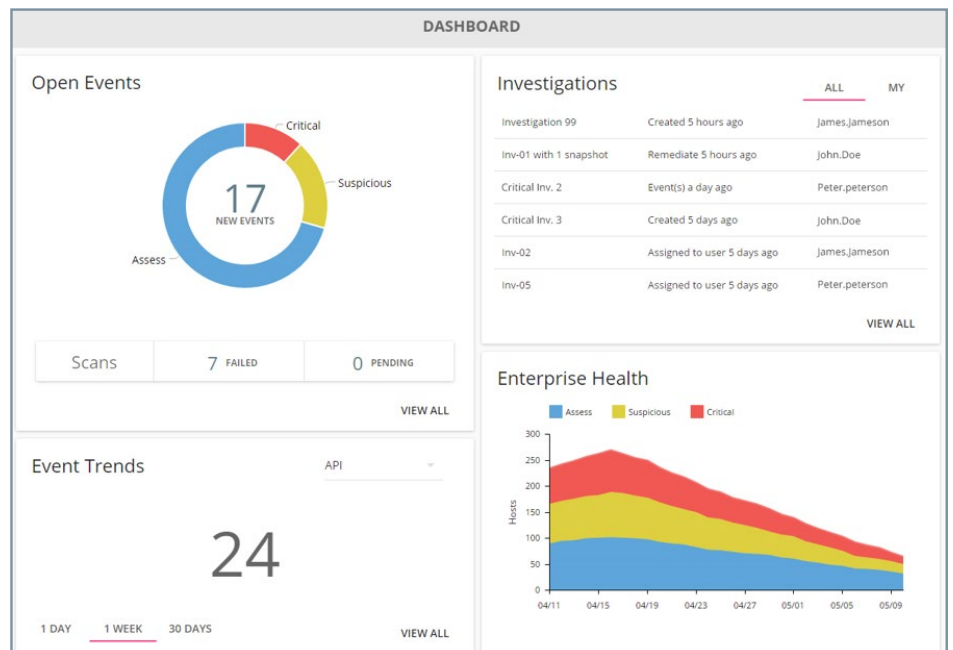 DASHBOARD
Open Events
Critical
Suspicious
17
NEW EVENTS
Assess
Scans 7 FAILED 0 PENDING
VIEW ALL
Event Trends API
24
1 DAY 1 WEEK 30 DAYS VIEW ALL
Investigations ALL MY
Investigation 99 Created 5 hours ago James.Jameson
Inv-01 with 1 snapshot Remediate 5 hours ago John.Doe
Critical Inv. 2 Event(s) a day ago Peter.peterson
Critical Inv. 3 Created 5 days ago John.Doe
Inv-02 Assigned to user 5 days ago James.Jameson
Inv-05 Assigned to user 5 days ago Peter.peterson
VIEW ALL
Enterprise Health
Assess Suspicious Critical
300
250
200
150
100
50
0
Hosts
04/11 04/15 04/19 04/23 04/27 05/01 05/05 05/09